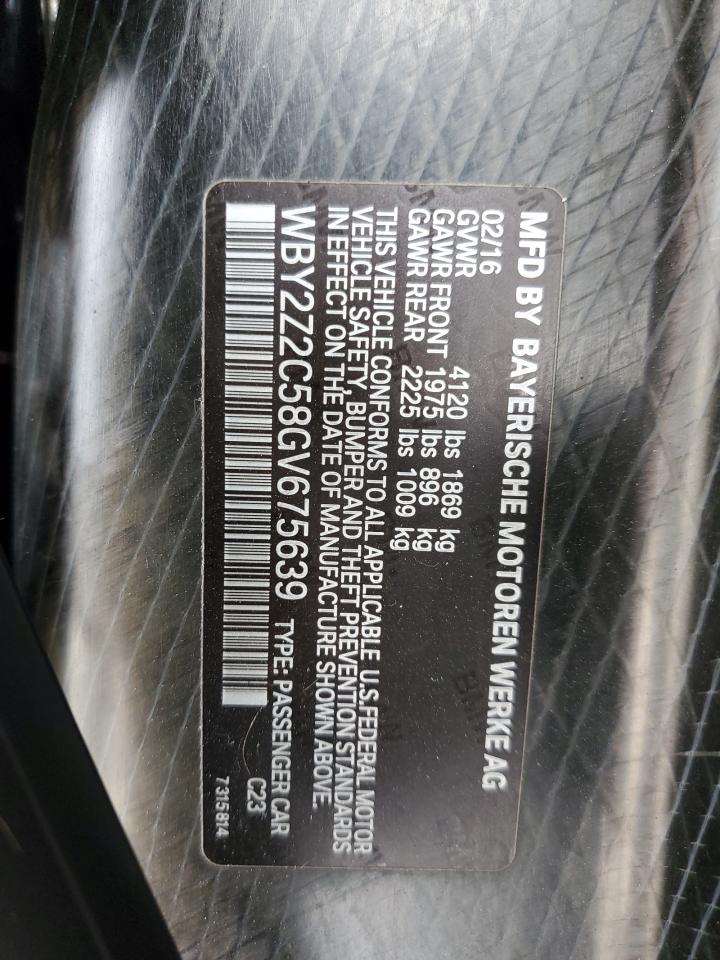 MFD BY BAYERISCHE MOTOREN WERKE AG
02/16
GVWR 4120 lbs 1869 kg
GAWR FRONT 1975 lbs 896 kg
GAWR REAR 2225 lbs 1009 kg
THIS VEHICLE CONFORMS TO ALL APPLICABLE U.S.FEDERAL MOTOR
VEHICLE SAFETY, BUMPER AND THEFT PREVENTION STANDARDS
IN EFFECT ON THE DATE OF MANUFACTURE SHOWN ABOVE.
WBY2Z2C58GV675639 TYPE: PASSENGER CAR
C23
7315814